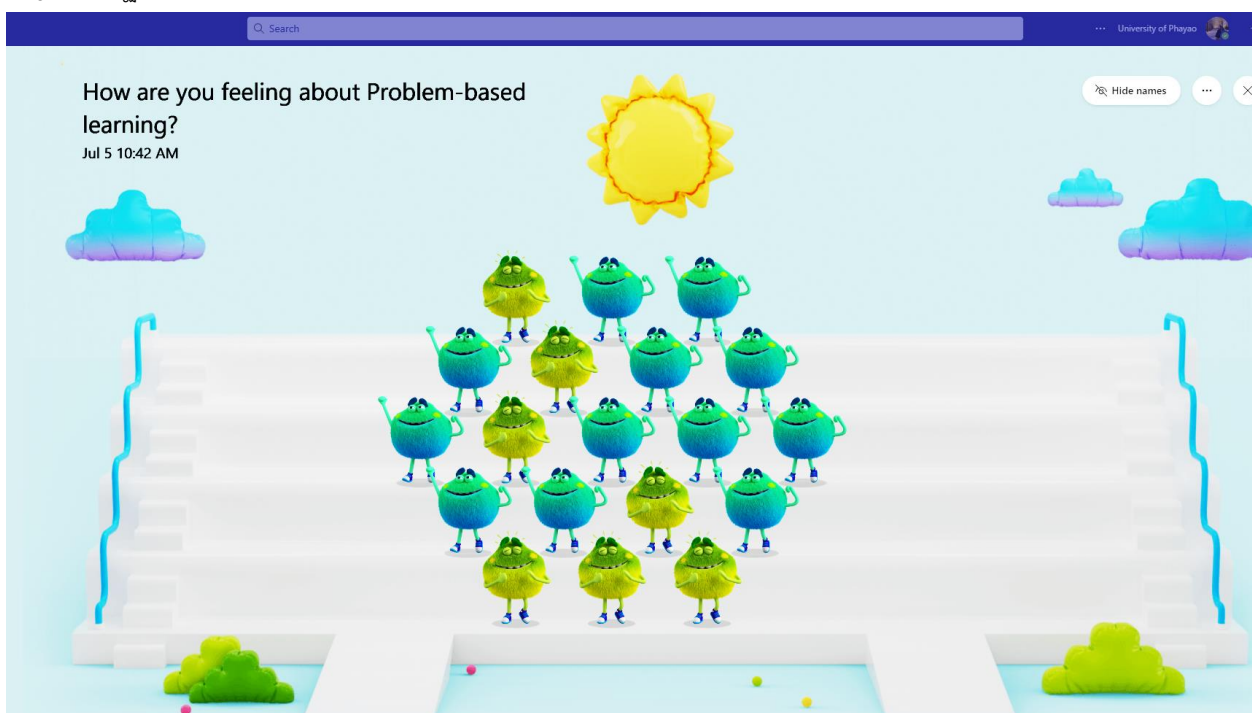 Search
... University of Phayao
How are you feeling about Problem-based
learning?
Jul 5 10:42 AM
Hide names
...